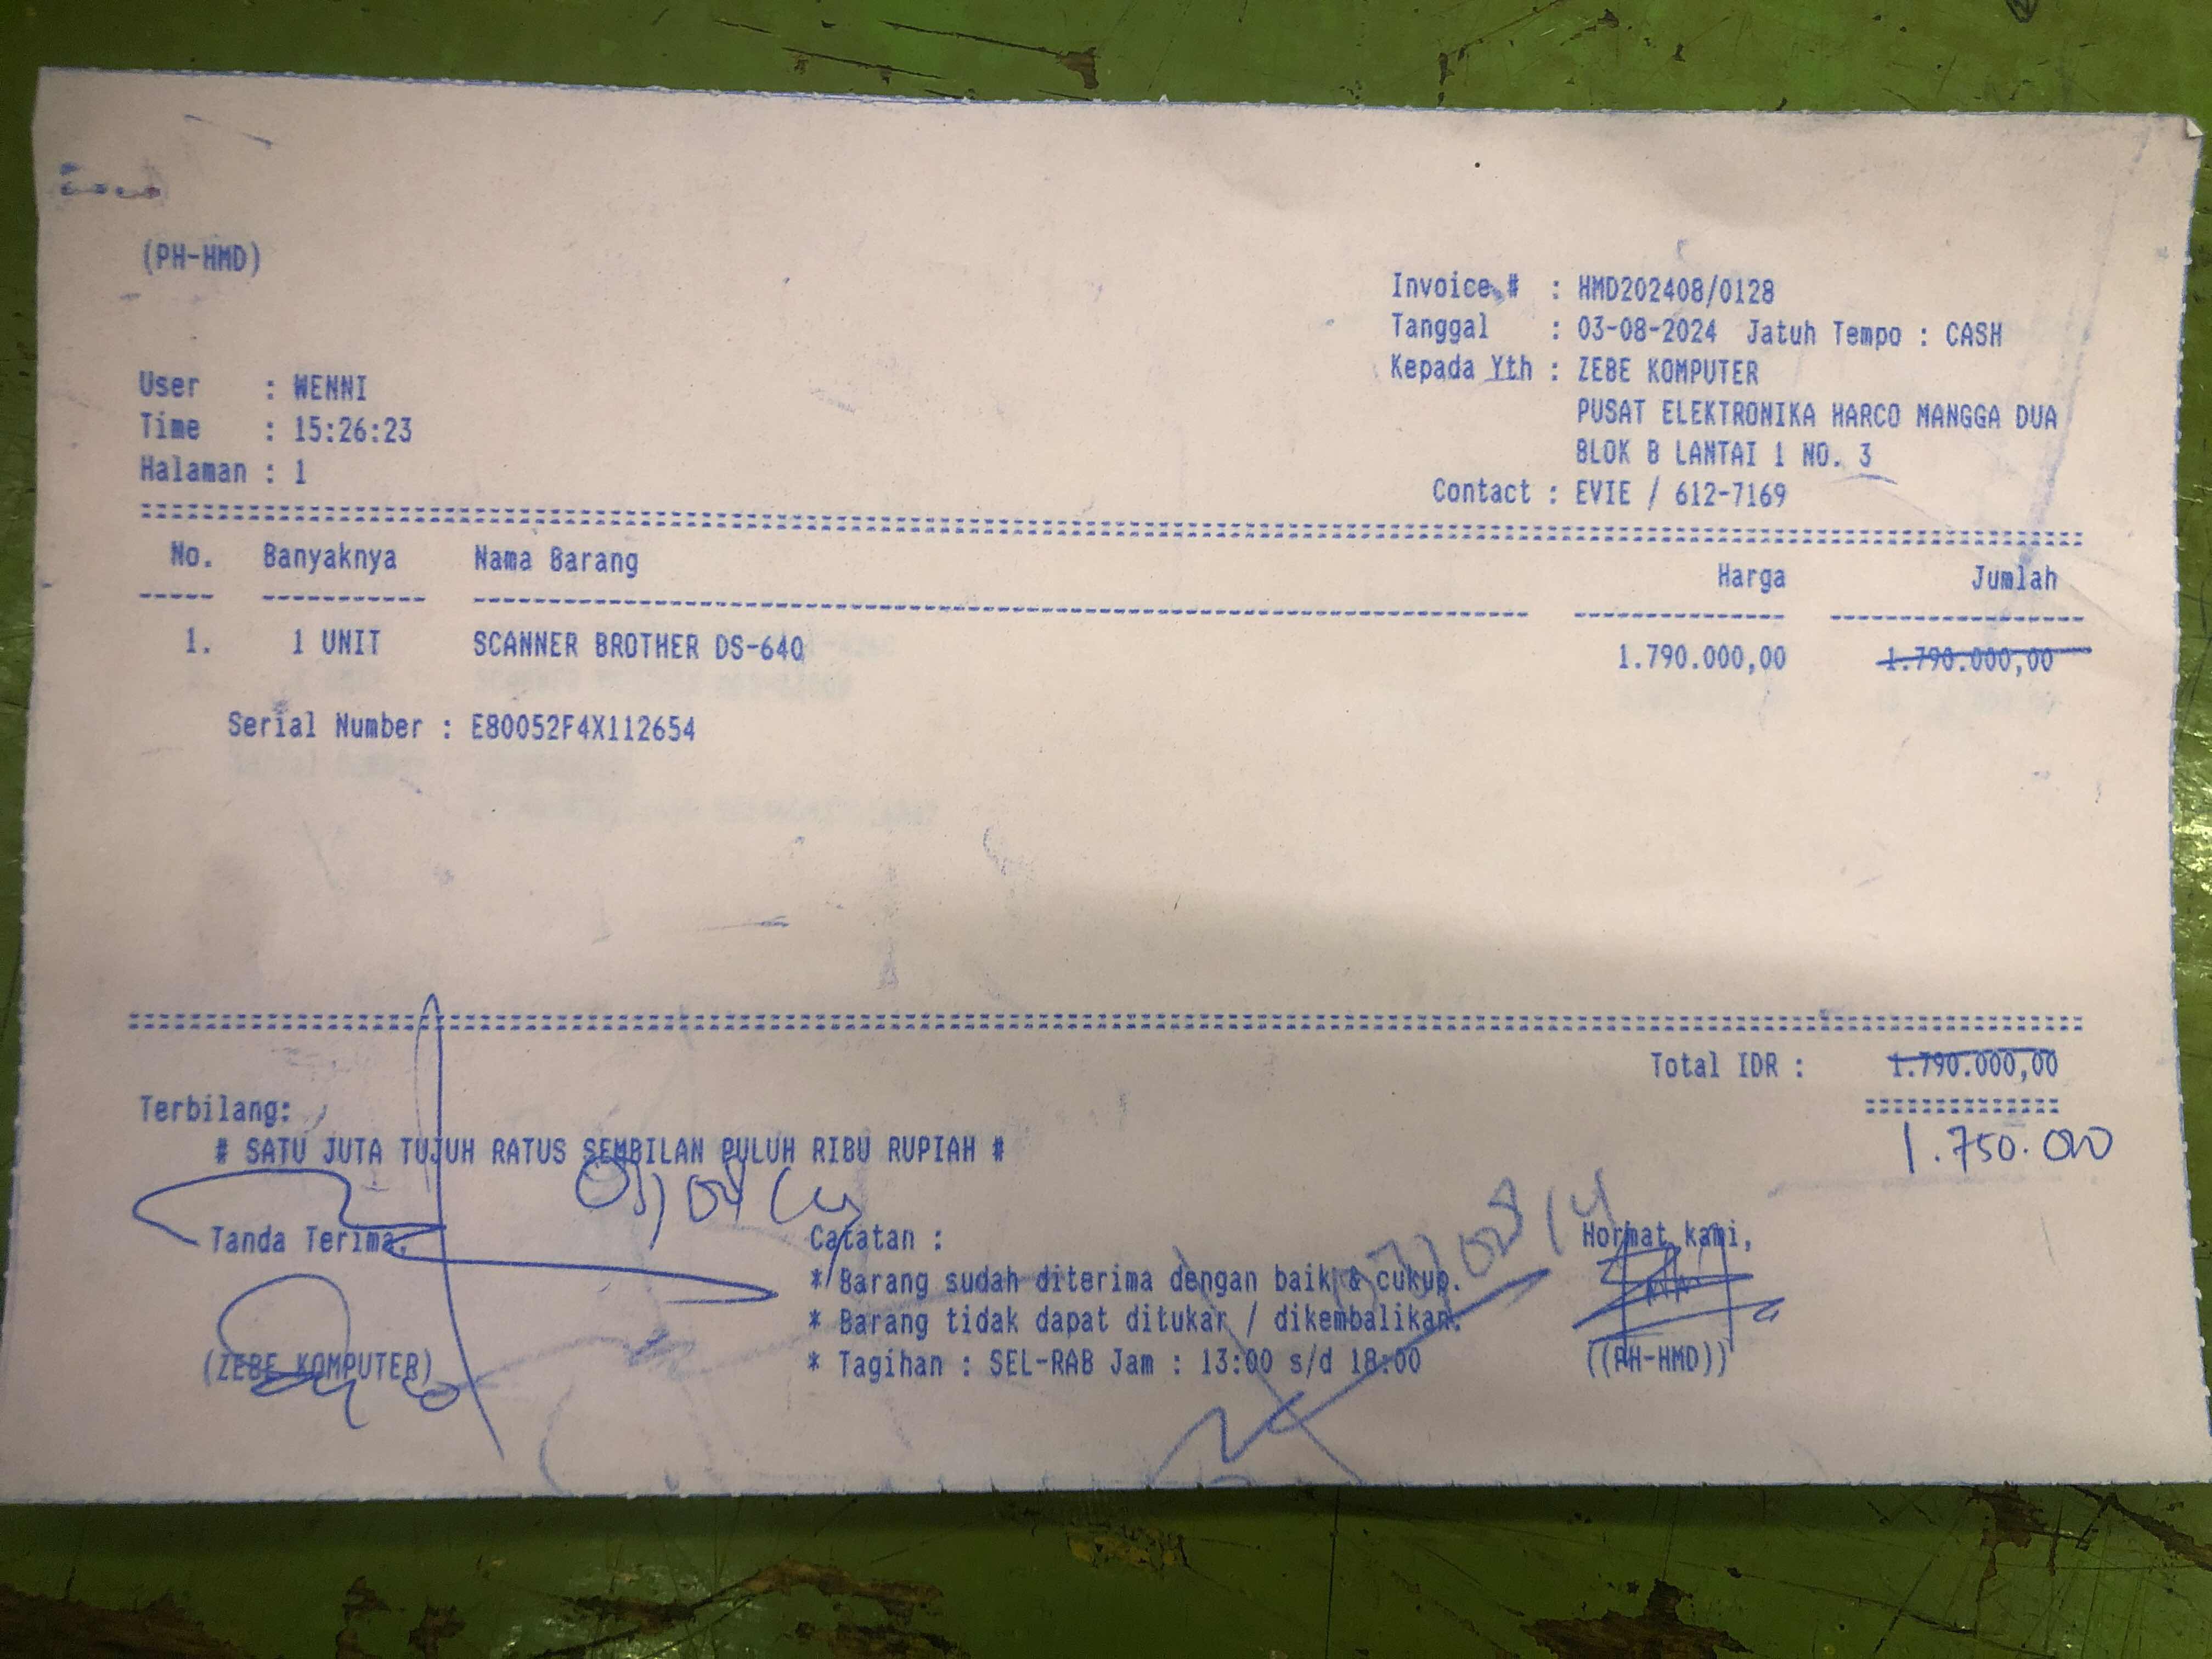 (PH-HMD)
Invoice # : HMD202408/0128
Tanggal : 03-08-2024 Jatuh Tempo : CASH
Kepada Yth : ZEBE KOMPUTER
PUSAT ELEKTRONIKA HARCO MANGGA DUA
BLOK B LANTAI 1 NO. 3
Contact : EVIE / 612-7169
User : WENNI
Time : 15:26:23
Halaman : 1
No. Banyaknya Nama Barang Harga Jumlah
1. 1 UNIT SCANNER BROTHER DS-640 1.790.000,00 1.790.000,00
Serial Number : E80052F4X112654
Total IDR : 1.790.000,00
1.750.000
Terbilang:
# SATU JUTA TUJUH RATUS SEMBILAN PULUH RIBU RUPIAH #
Tanda Terima,
(ZEBE KOMPUTER)
Catatan :
* Barang sudah diterima dengan baik & cukup.
* Barang tidak dapat ditukar / dikembalikan.
* Tagihan : SEL-RAB Jam : 13:00 s/d 18:00
Hormat kami,
((PH-HMD))